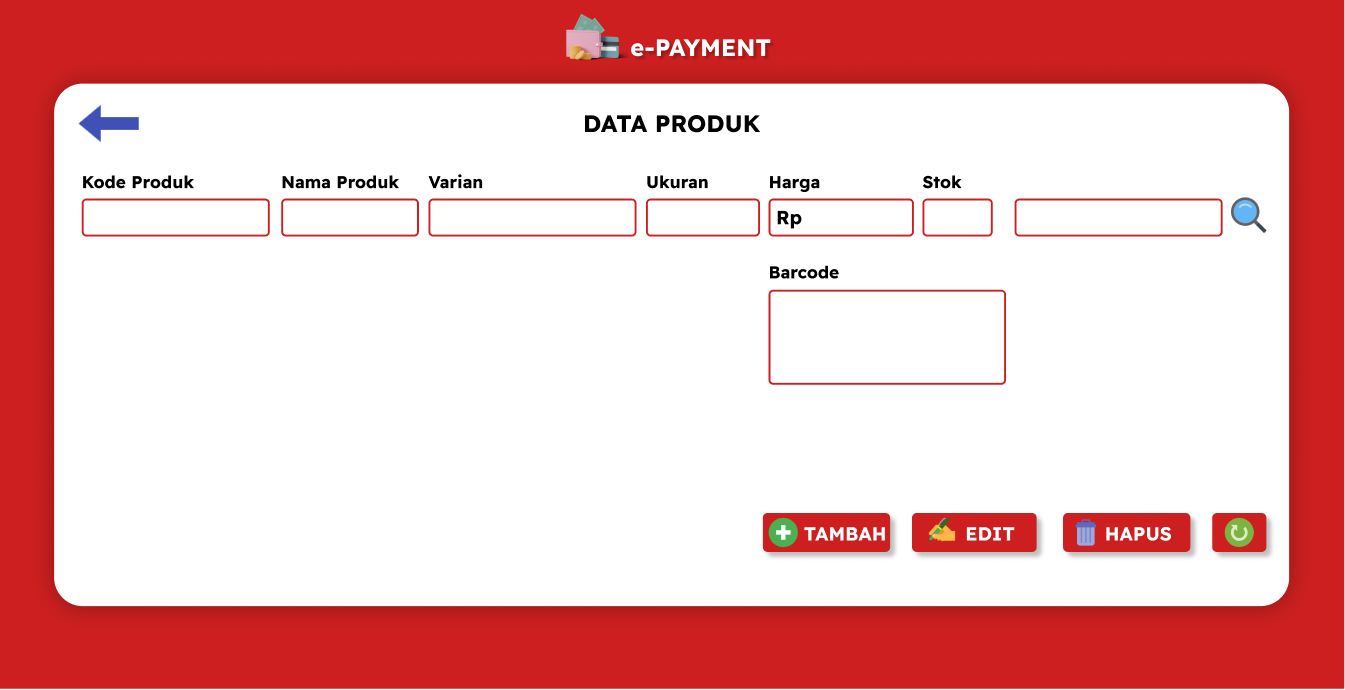 e-PAYMENT
DATA PRODUK
Kode Produk Nama Produk Varian Ukuran Harga Stok
Rp
Barcode
TAMBAH EDIT HAPUS